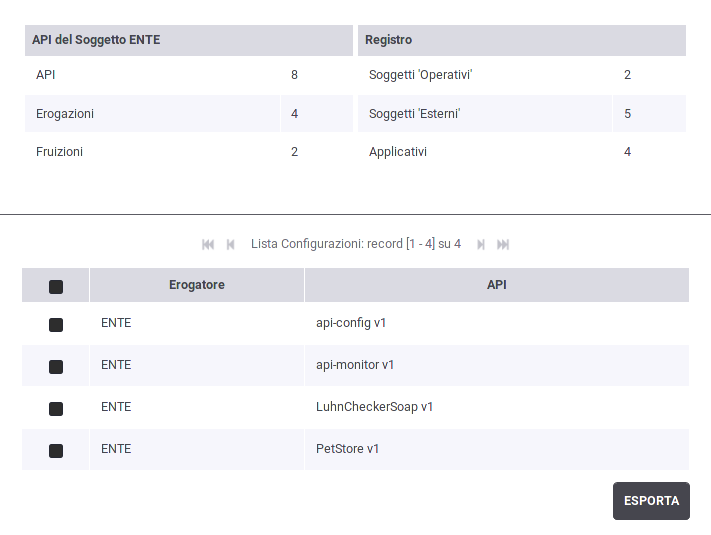 API del Soggetto ENTE
API 8
Erogazioni 4
Fruizioni 2
Registro
Soggetti 'Operativi' 2
Soggetti 'Esterni' 5
Applicativi 4
Lista Configurazioni: record [1 - 4] su 4
Erogatore API
ENTE api-config v1
ENTE api-monitor v1
ENTE LuhnCheckerSoap v1
ENTE PetStore v1
ESPORTA